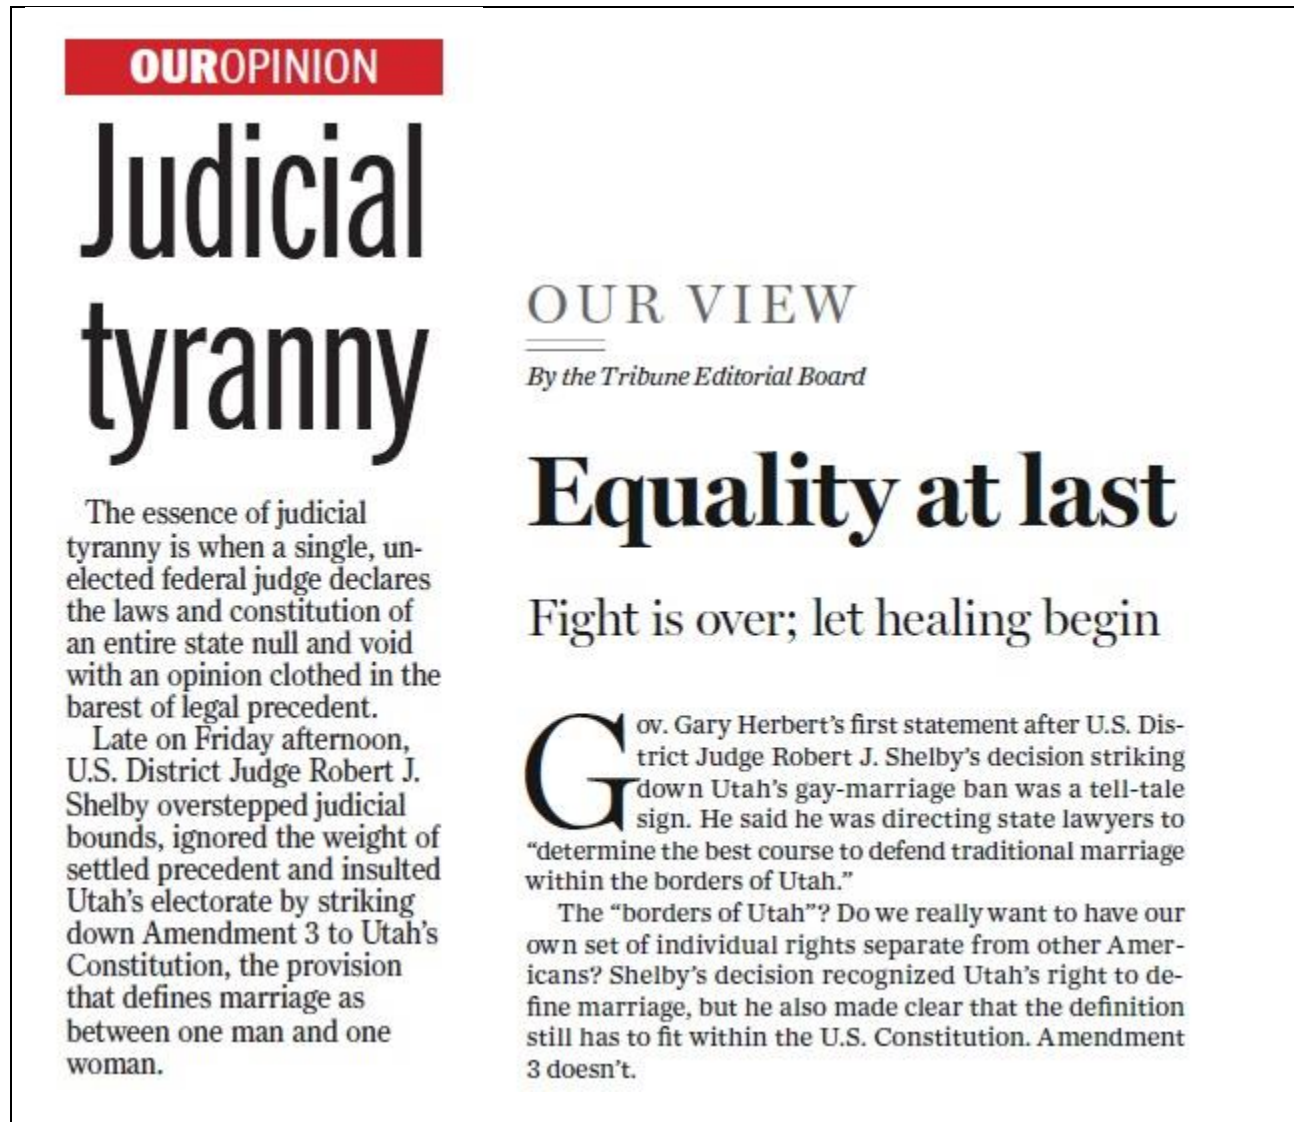 OUROPINION
Judicial
tyranny
The essence of judicial
tyranny is when a single, un-
elected federal judge declares
the laws and constitution of
an entire state null and void
with an opinion clothed in the
barest of legal precedent.
Late on Friday afternoon,
U.S. District Judge Robert J.
Shelby overstepped judicial
bounds, ignored the weight of
settled precedent and insulted
Utah’s electorate by striking
down Amendment 3 to Utah’s
Constitution, the provision
that defines marriage as
between one man and one
woman.
OUR VIEW
By the Tribune Editorial Board
Equality at last
Fight is over; let healing begin
Gov. Gary Herbert’s first statement after U.S. Dis-
trict Judge Robert J. Shelby’s decision striking
down Utah’s gay-marriage ban was a tell-tale
sign. He said he was directing state lawyers to
“determine the best course to defend traditional marriage
within the borders of Utah.”
The “borders of Utah”? Do we really want to have our
own set of individual rights separate from other Amer-
icans? Shelby’s decision recognized Utah’s right to de-
fine marriage, but he also made clear that the definition
still has to fit within the U.S. Constitution. Amendment
3 doesn’t.